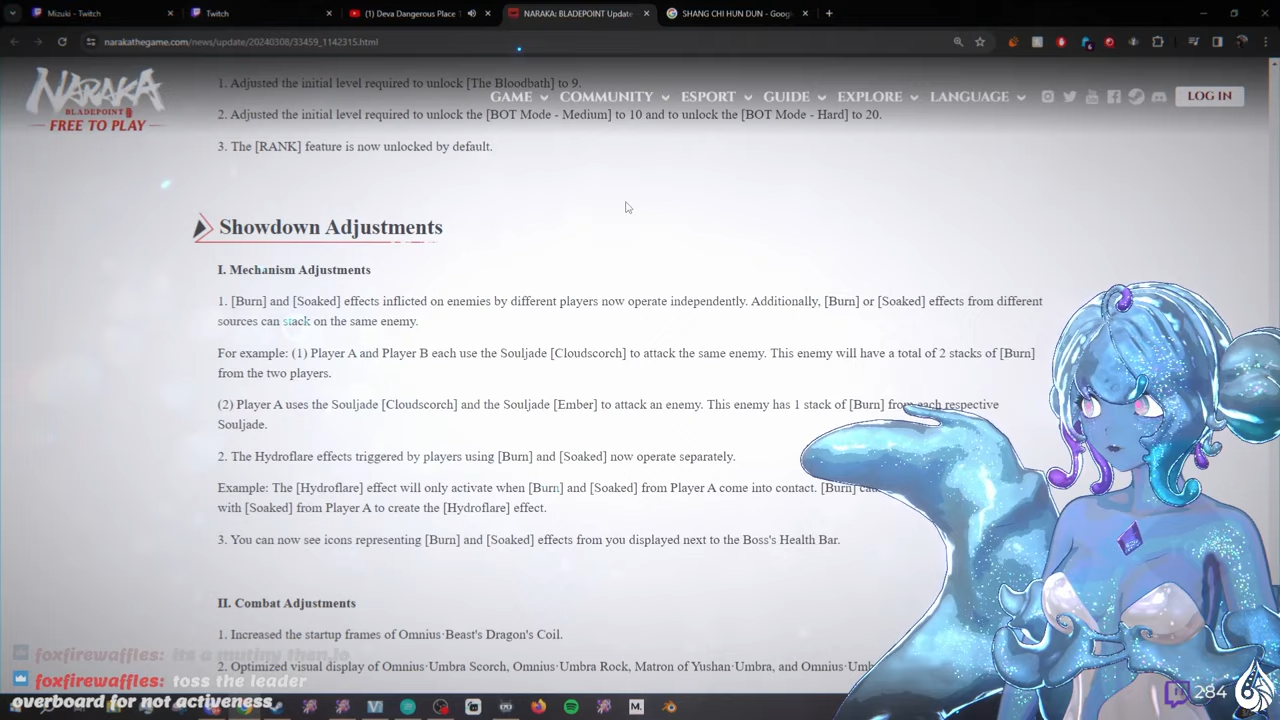 Mizuki - Twitch
Twitch
(1) Deva Dangerous Place
NARAKA: BLADEPOINT Update
SHANG CHI HUN DUN - Goog
narakathegame.com/news/update/20240308/33459_1142315.html
NARAKA
BLADEPOINT
FREE TO PLAY
GAME COMMUNITY ESPORT GUIDE EXPLORE LANGUAGE LOG IN
1. Adjusted the initial level required to unlock [The Bloodbath] to 9.
2. Adjusted the initial level required to unlock the [BOT Mode - Medium] to 10 and to unlock the [BOT Mode - Hard] to 20.
3. The [RANK] feature is now unlocked by default.
Showdown Adjustments
I. Mechanism Adjustments
1. [Burn] and [Soaked] effects inflicted on enemies by different players now operate independently. Additionally, [Burn] or [Soaked] effects from different
sources can stack on the same enemy.
For example: (1) Player A and Player B each use the Souljade [Cloudscorch] to attack the same enemy. This enemy will have a total of 2 stacks of [Burn]
from the two players.
(2) Player A uses the Souljade [Cloudscorch] and the Souljade [Ember] to attack an enemy. This enemy has 1 stack of [Burn] from each respective
Souljade.
2. The Hydroflare effects triggered by players using [Burn] and [Soaked] now operate separately.
Example: The [Hydroflare] effect will only activate when [Burn] and [Soaked] from Player A come into contact. [Burn]
with [Soaked] from Player A to create the [Hydroflare] effect.
3. You can now see icons representing [Burn] and [Soaked] effects from you displayed next to the Boss's Health Bar.
II. Combat Adjustments
1. Increased the startup frames of Omnius·Beast's Dragon's Coil.
2. Optimized visual display of Omnius·Umbra Scorch, Omnius·Umbra Rock, Matron of Yushan·Umbra, and Omnius·Umb
foxfirewaffles: its a mutiny then lo
foxfirewaffles: toss the leader
overboard for not activeness
284